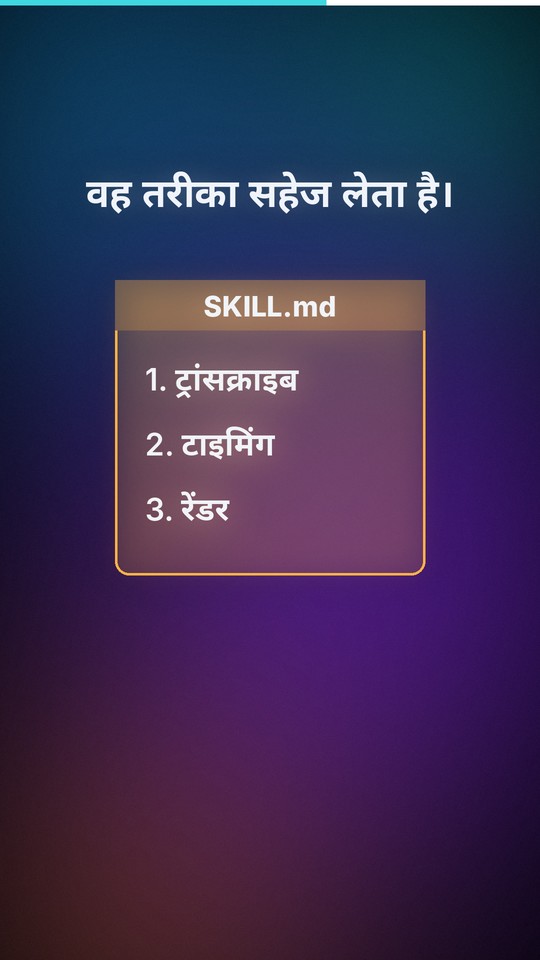 वह तरीका सहेज लेता है।
SKILL.md
1. ट्रांसक्राइब
2. टाइमिंग
3. रेंडर